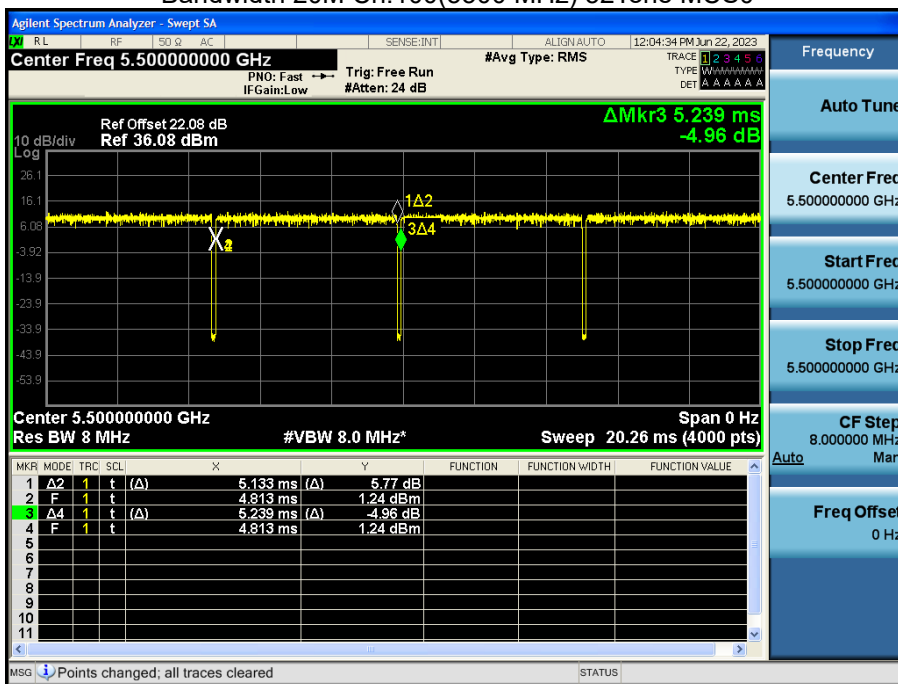 Agilent Spectrum Analyzer - Swept SA
LXI RL RF 50 Ω AC SENSE:INT ALIGN AUTO 12:04:34 PM Jun 22, 2023
Center Freq 5.500000000 GHz #Avg Type: RMS TRACE 1 2 3 4 5 6
PNO: Fast Trig: Free Run TYPE WWWWWW
IFGain:Low #Atten: 24 dB DET A A A A A A
Frequency
ΔMkr3 5.239 ms
-4.96 dB
Ref Offset 22.08 dB
10 dB/div Ref 36.08 dBm
Log
26.1
16.1
6.08
-3.92
-13.9
-23.9
-33.9
-43.9
-53.9
1Δ2
3Δ4
Center 5.500000000 GHz Span 0 Hz
Res BW 8 MHz #VBW 8.0 MHz* Sweep 20.26 ms (4000 pts)
MKR MODE TRC SCL X Y FUNCTION FUNCTION WIDTH FUNCTION VALUE
1 Δ2 1 t (Δ) 5.133 ms (Δ) 5.77 dB
2 F 1 t 4.813 ms 1.24 dBm
3 Δ4 1 t (Δ) 5.239 ms (Δ) -4.96 dB
4 F 1 t 4.813 ms 1.24 dBm
5
6
7
8
9
10
11
MSG Points changed; all traces cleared STATUS
Auto Tune
Center Freq
5.500000000 GHz
Start Freq
5.500000000 GHz
Stop Freq
5.500000000 GHz
CF Step
8.000000 MHz
Auto Man
Freq Offset
0 Hz